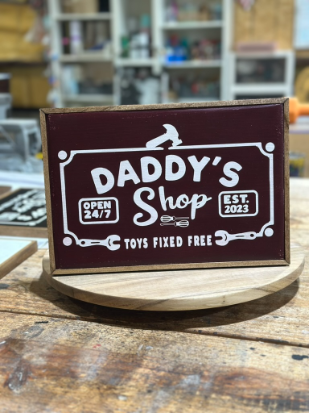 DADDY'S
Shop
OPEN
24/7
EST.
2023
TOYS FIXED FREE